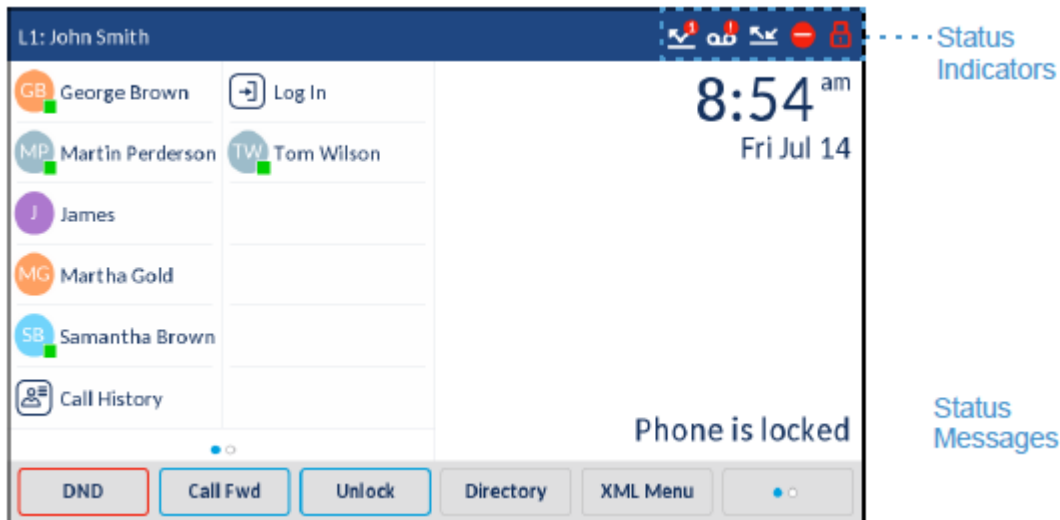 L1: John Smith
1
!
Status
Indicators
GB George Brown
Log In
8:54 am
MP Martin Perderson
TW Tom Wilson
Fri Jul 14
J James
MG Martha Gold
SB Samantha Brown
Call History
Phone is locked
Status
Messages
DND
Call Fwd
Unlock
Directory
XML Menu